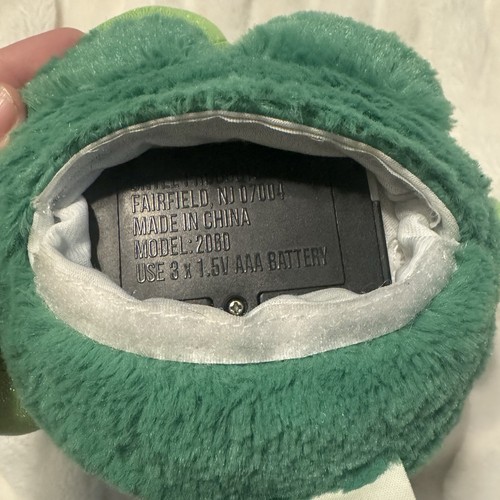 FAIRFIELD, NJ 07004
MADE IN CHINA
MODEL: 2080
USE 3 x 1.5V AAA BATTERY